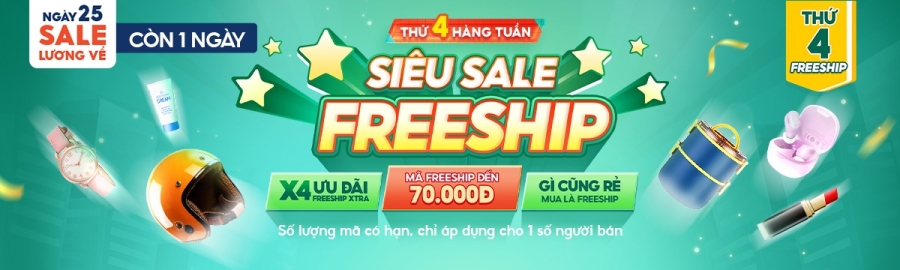 NGÀY 25
SALE
LƯƠNG VỀ
CÒN 1 NGÀY
THỨ 4 HÀNG TUẦN
SIÊU SALE
FREESHIP
X4 ƯU ĐÃI
FREESHIP XTRA
MÃ FREESHIP ĐẾN
70.000Đ
GÌ CŨNG RẺ
MUA LÀ FREESHIP
Số lượng mã có hạn, chỉ áp dụng cho 1 số người bán
THỨ
4
FREESHIP
CREAM